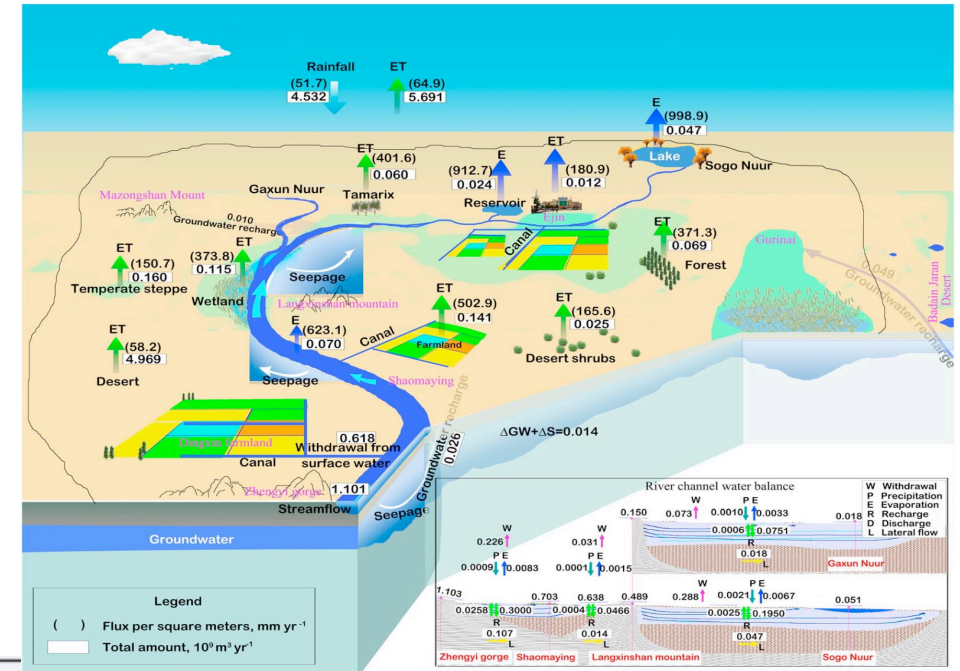 Rainfall
(51.7)
4.532
ET
(64.9)
5.691
E
(998.9)
0.047
Lake
Sogo Nuur
ET
(401.6)
0.060
Tamarix
E
(912.7)
0.024
Reservoir
ET
(180.9)
0.012
Ejin
Mazongshan Mount
Gaxun Nuur
0.010
Groundwater recharg
ET
(150.7)
0.160
Temperate steppe
ET
(373.8)
0.115
Wetland
Seepage
Langxinshan mountain
Canal
ET
(371.3)
0.069
Forest
Gurinai
0.049
Groundwater recharge
Badain Jaran
Desert
ET
(58.2)
4.969
Desert
E
(623.1)
0.070
Canal
ET
(502.9)
0.141
Farmland
ET
(165.6)
0.025
Desert shrubs
Seepage
Shaomaying
Groundwater recharge
0.026
ΔGW+ΔS=0.014
0.618
Withdrawal from
surface water
Canal
Zhengyi gorge
1.101
Streamflow
Seepage
Groundwater
Legend
( ) Flux per square meters, mm yr⁻¹
Total amount, 10⁹ m³ yr⁻¹
River channel water balance
W Withdrawal
P Precipitation
E Evaporation
R Recharge
D Discharge
L Lateral flow
0.150
W
0.073
P E
0.0010 0.0033
0.0006 0.0751
R
0.018
L
0.018
Gaxun Nuur
W
0.226
P E
0.0009 0.0083
1.103
0.0258 0.3000
R
0.107
L
0.703
W
0.031
P E
0.0001 0.0015
0.638
0.0004 0.0466
R
0.014
L
0.489
W
0.288
P E
0.0021 0.0067
0.0025 0.1950
R
0.047
L
0.051
Zhengyi gorge Shaomaying Langxinshan mountain Sogo Nuur